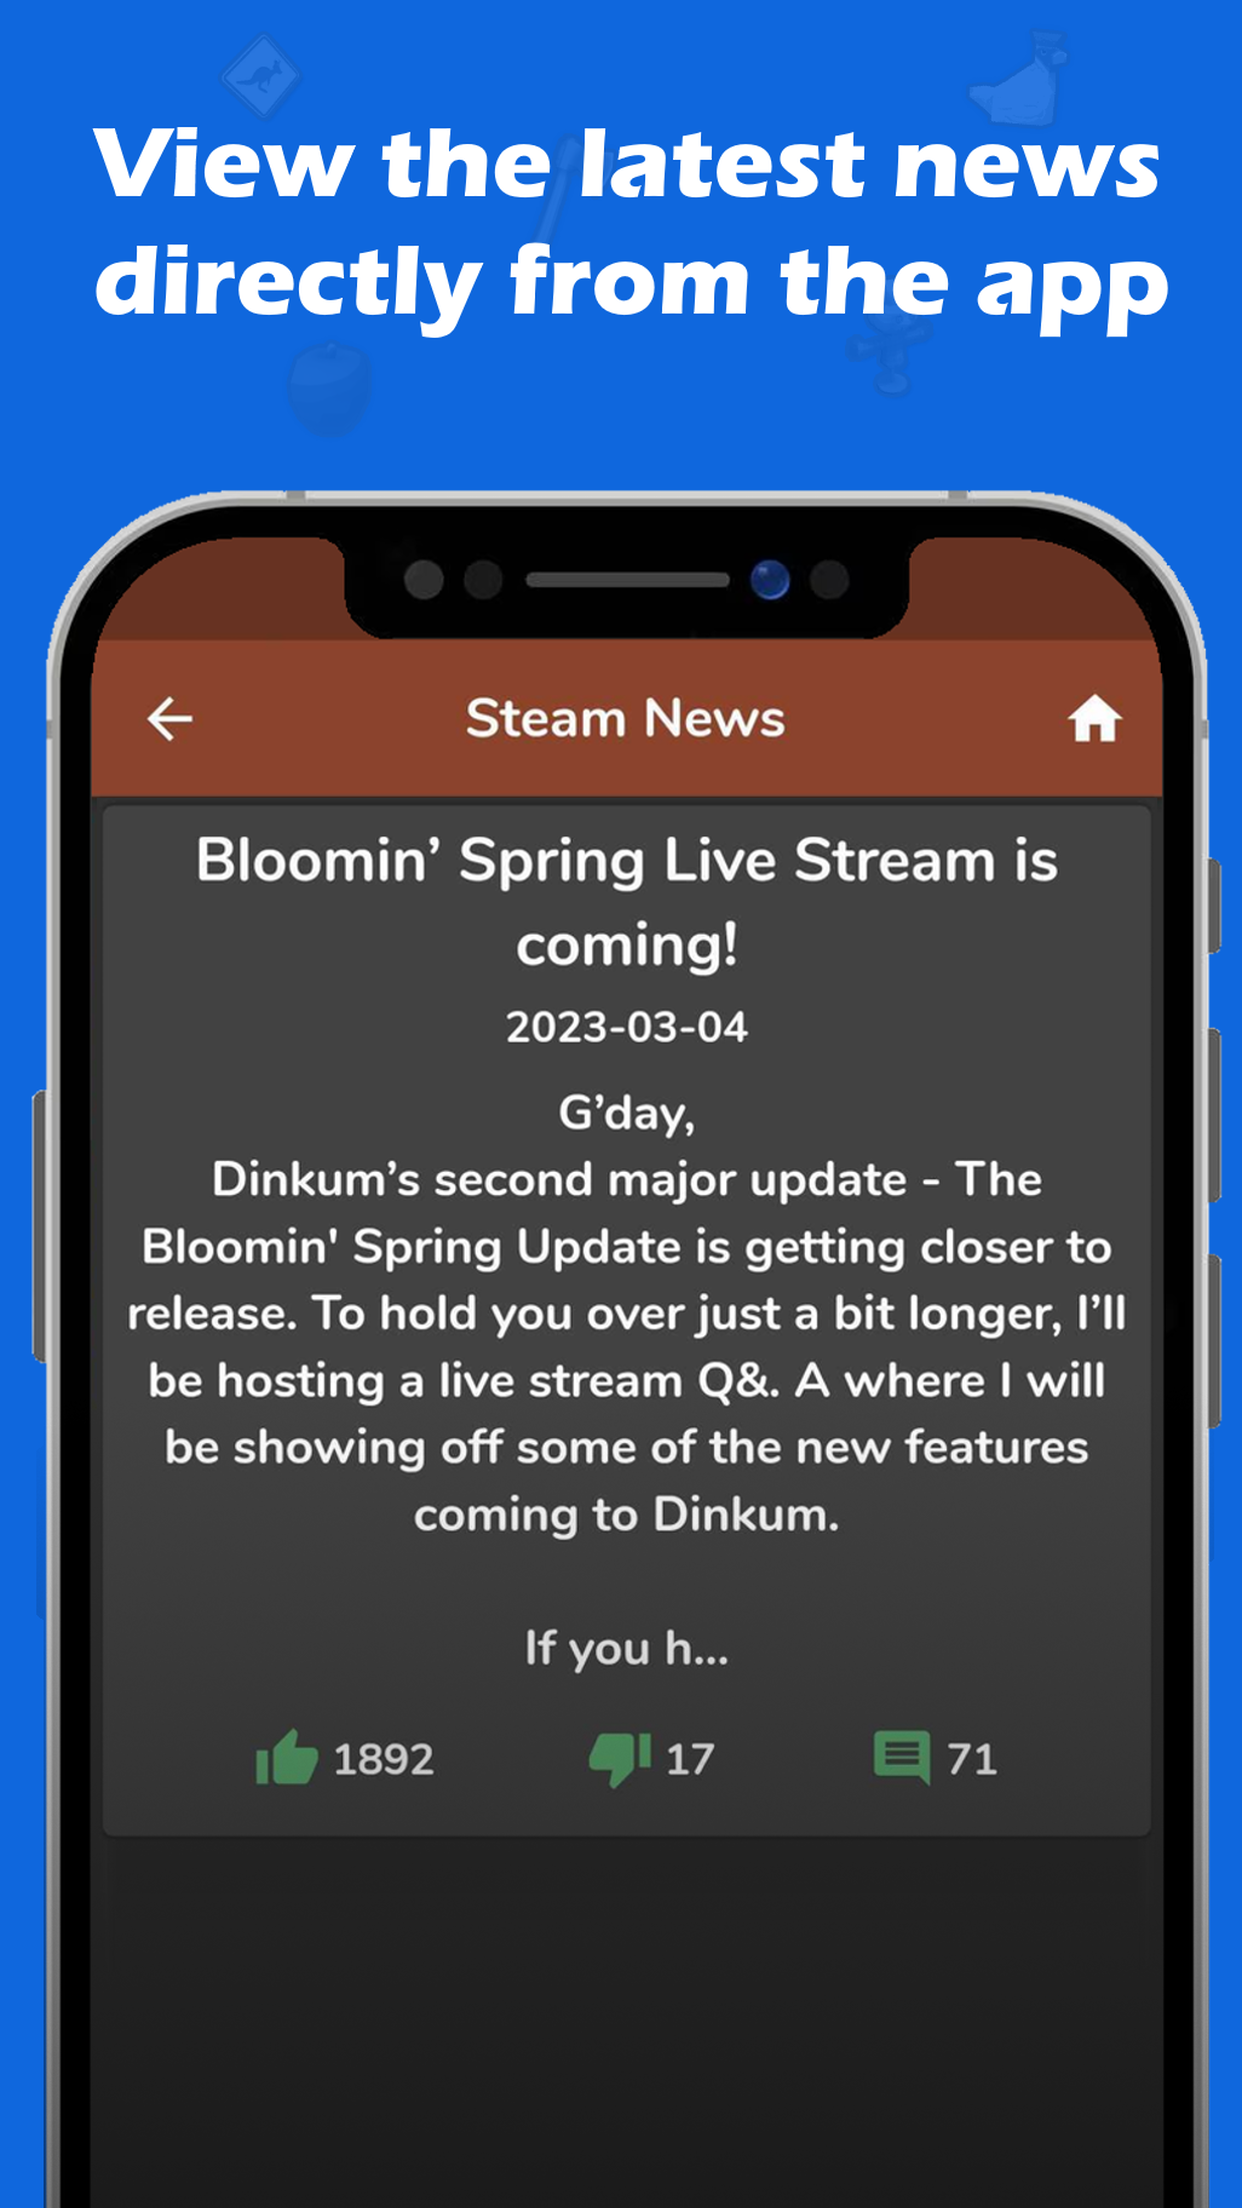 View the latest news
directly from the app
Steam News
Bloomin’ Spring Live Stream is
coming!
2023-03-04
G’day,
Dinkum’s second major update - The
Bloomin' Spring Update is getting closer to
release. To hold you over just a bit longer, I’ll
be hosting a live stream Q&. A where I will
be showing off some of the new features
coming to Dinkum.
If you h...
1892 17 71